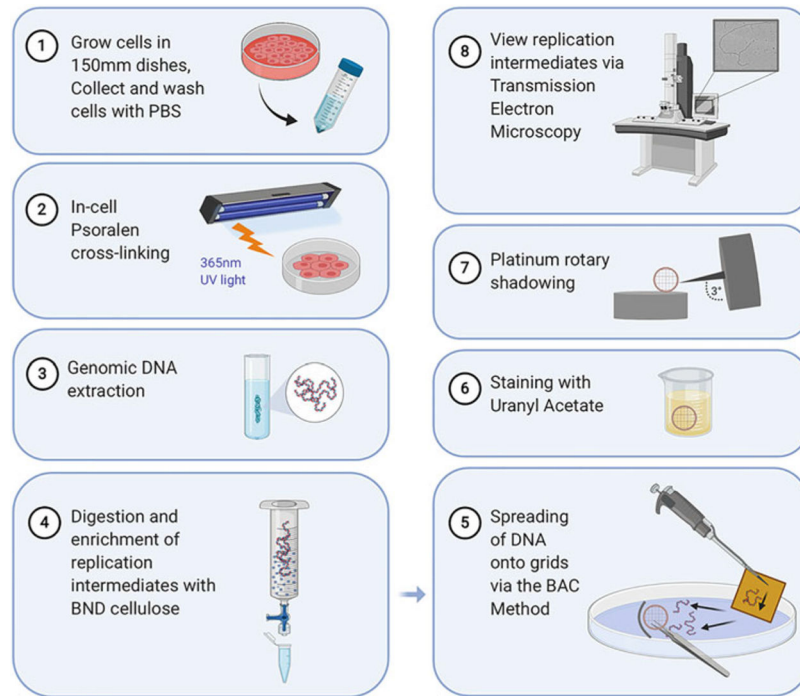 1
Grow cells in
150mm dishes,
Collect and wash
cells with PBS
2
In-cell
Psoralen
cross-linking
365nm
UV light
3
Genomic DNA
extraction
4
Digestion and
enrichment of
replication
intermediates with
BND cellulose
5
Spreading
of DNA
onto grids
via the BAC
Method
6
Staining with
Uranyl Acetate
7
Platinum rotary
shadowing
3°
8
View replication
intermediates via
Transmission
Electron
Microscopy